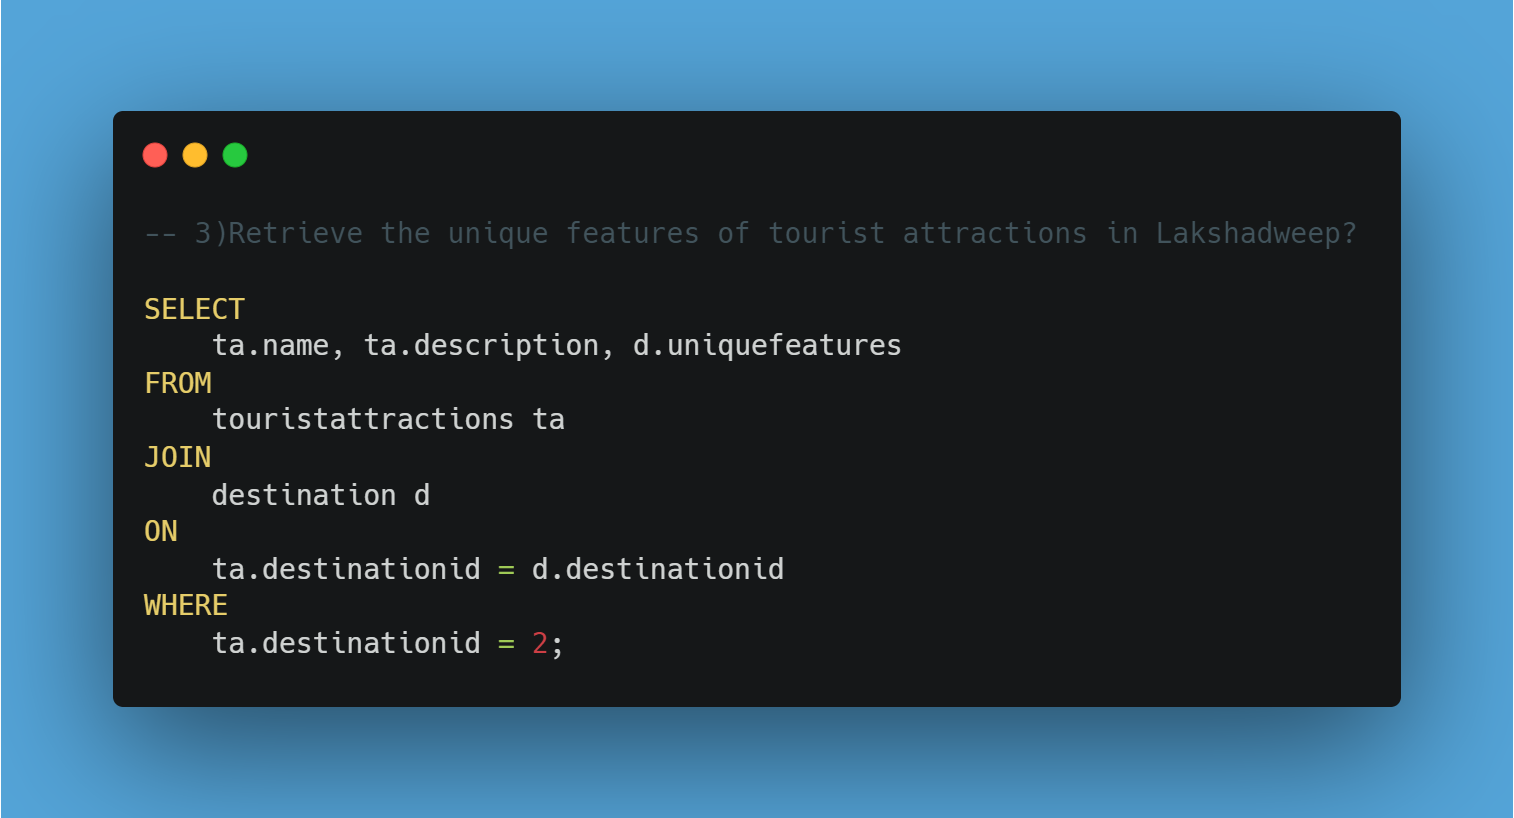 -- 3)Retrieve the unique features of tourist attractions in Lakshadweep?
SELECT
    ta.name, ta.description, d.uniquefeatures
FROM
    touristattractions ta
JOIN
    destination d
ON
    ta.destinationid = d.destinationid
WHERE
    ta.destinationid = 2;